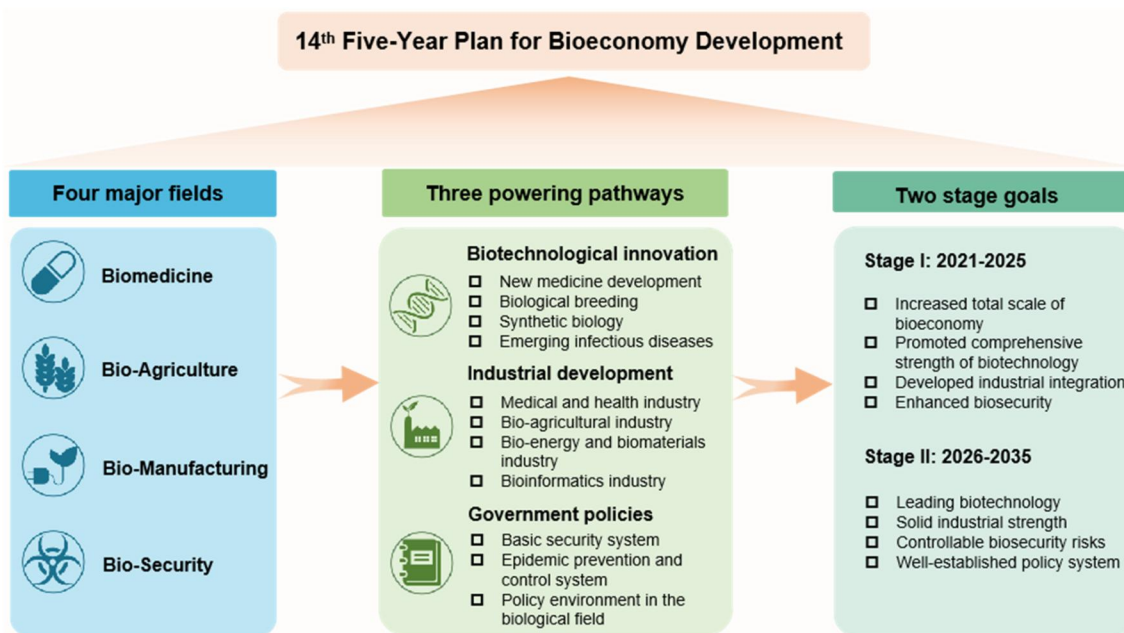 14th Five-Year Plan for Bioeconomy Development
Four major fields
Biomedicine
Bio-Agriculture
Bio-Manufacturing
Bio-Security
Three powering pathways
Biotechnological innovation
New medicine development
Biological breeding
Synthetic biology
Emerging infectious diseases
Industrial development
Medical and health industry
Bio-agricultural industry
Bio-energy and biomaterials
industry
Bioinformatics industry
Government policies
Basic security system
Epidemic prevention and
control system
Policy environment in the
biological field
Two stage goals
Stage I: 2021-2025
Increased total scale of
bioeconomy
Promoted comprehensive
strength of biotechnology
Developed industrial integration
Enhanced biosecurity
Stage II: 2026-2035
Leading biotechnology
Solid industrial strength
Controllable biosecurity risks
Well-established policy system